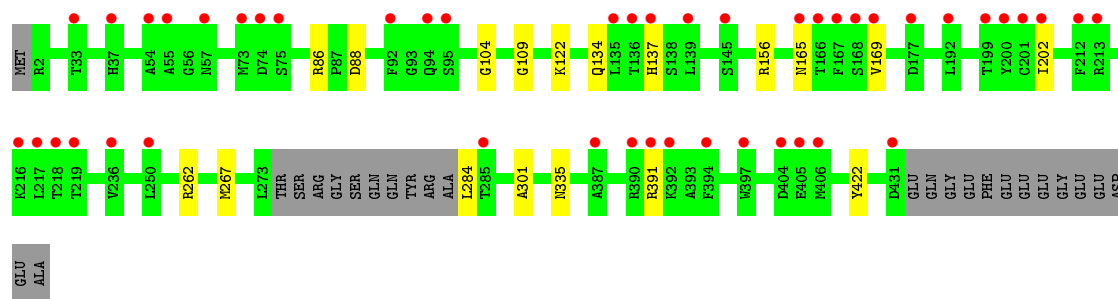 MET R2 T33 H37 A54 A55 G56 N57 M73 D74 S75 R86 P87 D88 F92 G93 Q94 S95 G104 G109 K122 Q134 L135 T136 H137 S138 L139 S145 R156 N165 T166 F167 S168 V169 D177 L192 T199 Y200 C201 I202 F212 R213
K216 L217 T218 T219 V236 L250 R262 M267 L273 THR SER ARG GLY SER GLN GLN TYR ARG ALA L284 T285 A301 N335 A387 R390 R391 K392 A393 F394 W397 D404 E405 M406 Y422 D431 GLU GLN GLY GLU PHE GLU GLU GLU GLY GLU GLU ASP
GLU ALA